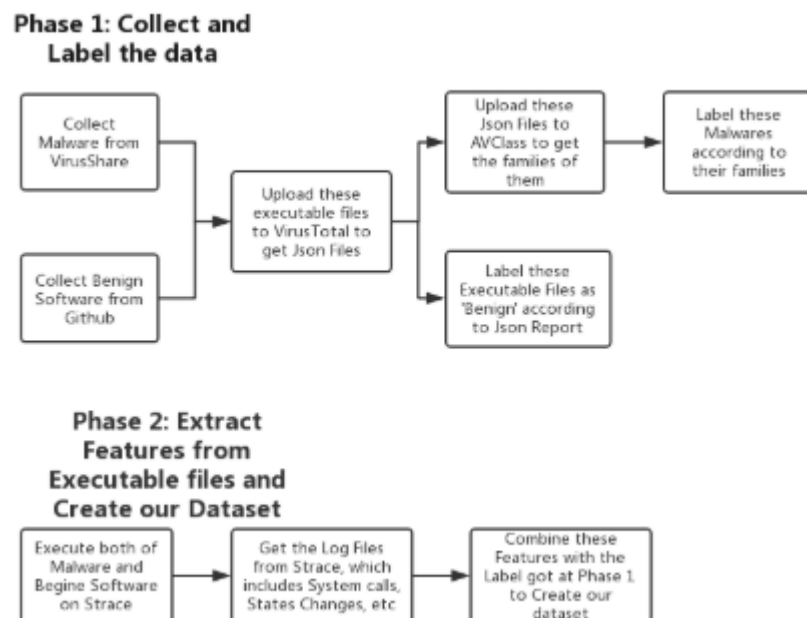 Phase 1: Collect and
Label the data
Collect
Malware from
VirusShare
Collect Benign
Software from
Github
Upload these
executable files
to VirusTotal to
get Json Files
Upload these
Json Files to
AVClass to get
the families of
them
Label these
Malwares
according to
their families
Label these
Executable Files as
'Benign' according
to Json Report
Phase 2: Extract
Features from
Executable files and
Create our Dataset
Execute both of
Malware and
Begine Software
on Strace
Get the Log Files
from Strace, which
includes System calls,
States Changes, etc
Combine these
Features with the
Label got at Phase 1
to Create our
dataset